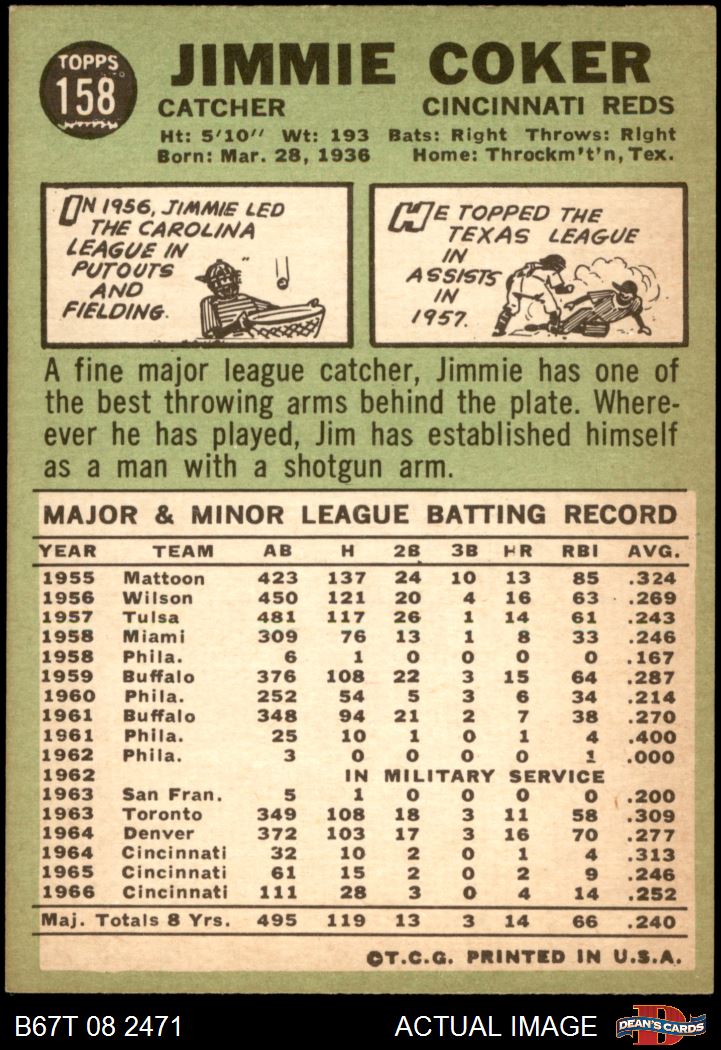 TOPPS
158
JIMMIE COKER
CATCHER CINCINNATI REDS
Ht: 5'10" Wt: 193 Bats: Right Throws: Right
Born: Mar. 28, 1936 Home: Throckm't'n, Tex.
IN 1956, JIMMIE LED
THE CAROLINA
LEAGUE IN
PUTOUTS
AND
FIELDING.
HE TOPPED THE
TEXAS LEAGUE
IN
ASSISTS
IN
1957.
A fine major league catcher, Jimmie has one of
the best throwing arms behind the plate. Where-
ever he has played, Jim has established himself
as a man with a shotgun arm.
MAJOR & MINOR LEAGUE BATTING RECORD
YEAR TEAM AB H 2B 3B HR RBI AVG.
1955 Mattoon 423 137 24 10 13 85 .324
1956 Wilson 450 121 20 4 16 63 .269
1957 Tulsa 481 117 26 1 14 61 .243
1958 Miami 309 76 13 1 8 33 .246
1958 Phila. 6 1 0 0 0 0 .167
1959 Buffalo 376 108 22 3 15 64 .287
1960 Phila. 252 54 5 3 6 34 .214
1961 Buffalo 348 94 21 2 7 38 .270
1961 Phila. 25 10 1 0 1 4 .400
1962 Phila. 3 0 0 0 0 1 .000
1962 IN MILITARY SERVICE
1963 San Fran. 5 1 0 0 0 0 .200
1963 Toronto 349 108 18 3 11 58 .309
1964 Denver 372 103 17 3 16 70 .277
1964 Cincinnati 32 10 2 0 1 4 .313
1965 Cincinnati 61 15 2 0 2 9 .246
1966 Cincinnati 111 28 3 0 4 14 .252
Maj. Totals 8 Yrs. 495 119 13 3 14 66 .240
©T.C.G. PRINTED IN U.S.A.
B67T 08 2471 ACTUAL IMAGE
D
DEAN'S CARDS